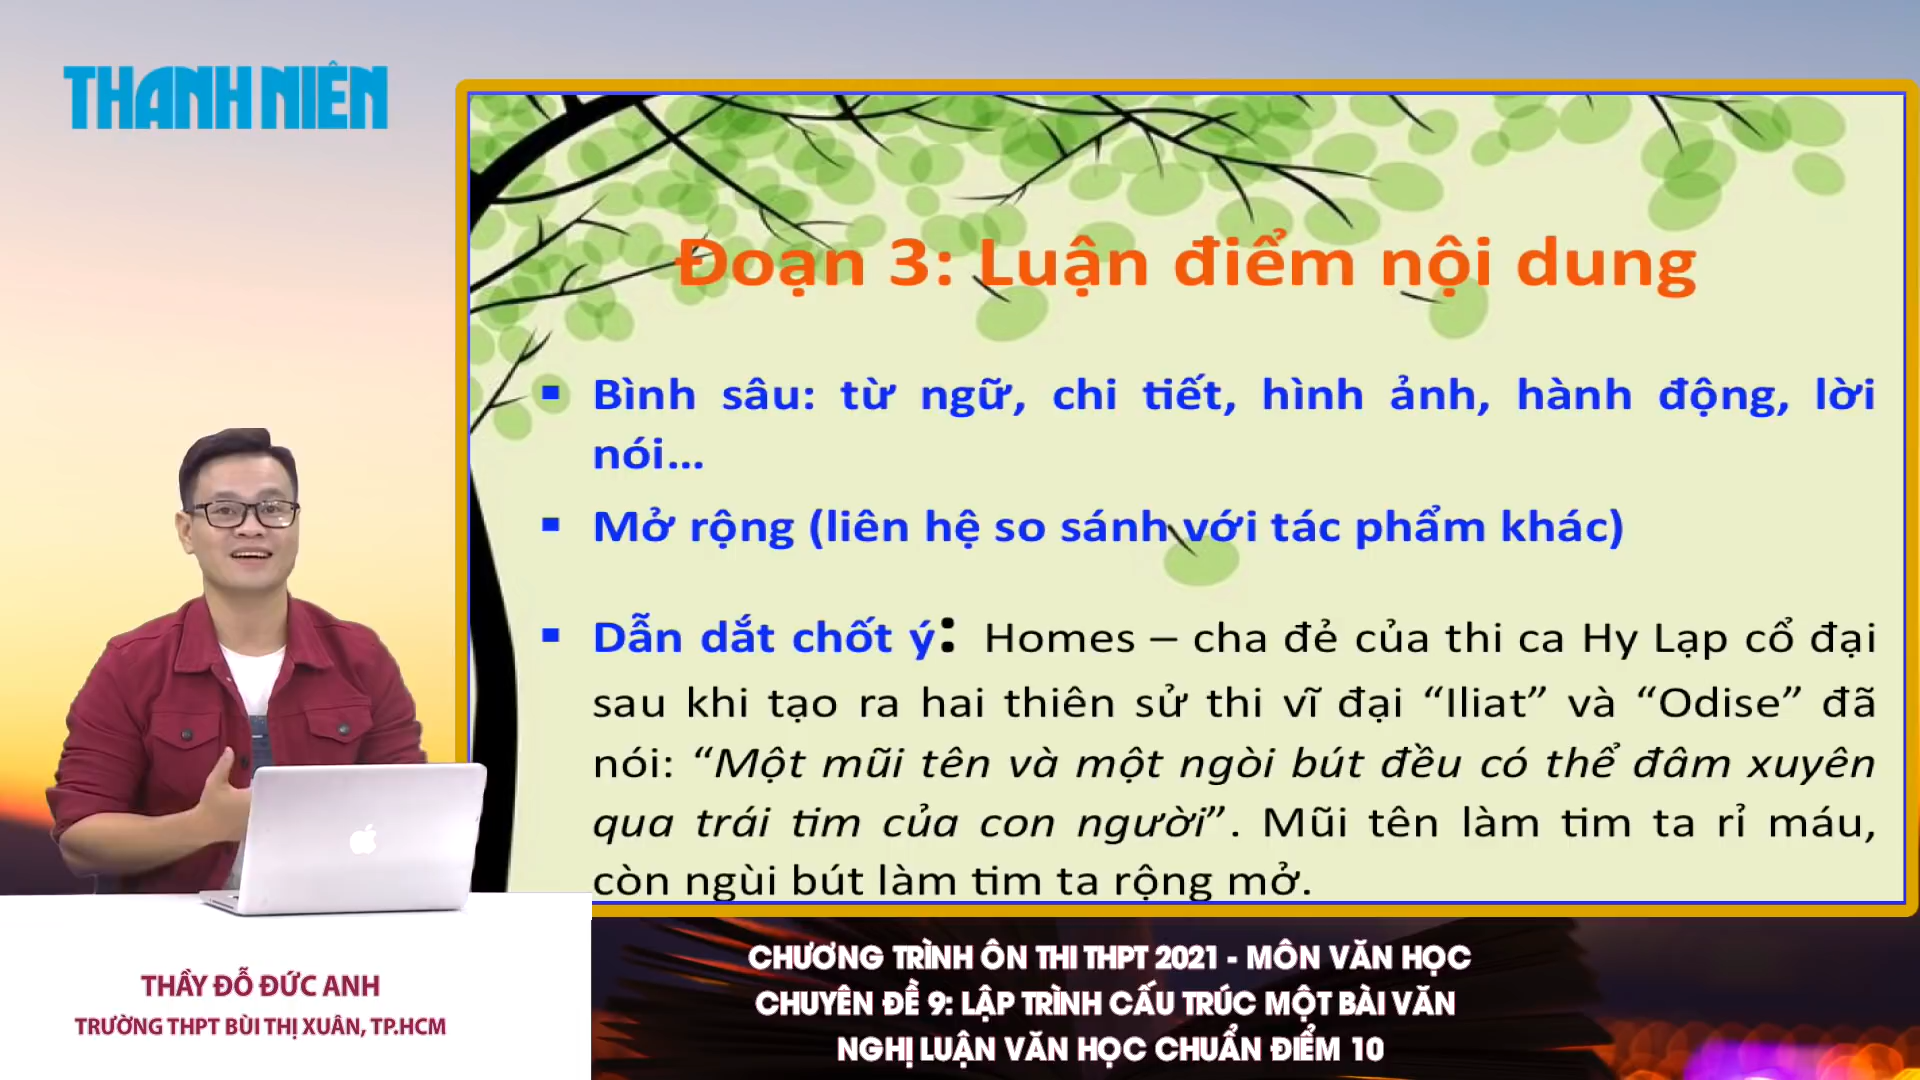 THANH NIÊN
Đoạn 3: Luận điểm nội dung
▪ Bình sâu: từ ngữ, chi tiết, hình ảnh, hành động, lời
nói...
▪ Mở rộng (liên hệ so sánh với tác phẩm khác)
▪ Dẫn dắt chốt ý: Homes – cha đẻ của thi ca Hy Lạp cổ đại
sau khi tạo ra hai thiên sử thi vĩ đại “Iliat” và “Odise” đã
nói: “Một mũi tên và một ngòi bút đều có thể đâm xuyên
qua trái tim của con người”. Mũi tên làm tim ta rỉ máu,
còn ngùi bút làm tim ta rộng mở.
THẦY ĐỖ ĐỨC ANH
TRƯỜNG THPT BÙI THỊ XUÂN, TP.HCM
CHƯƠNG TRÌNH ÔN THI THPT 2021 - MÔN VĂN HỌC
CHUYÊN ĐỀ 9: LẬP TRÌNH CẤU TRÚC MỘT BÀI VĂN
NGHỊ LUẬN VĂN HỌC CHUẨN ĐIỂM 10